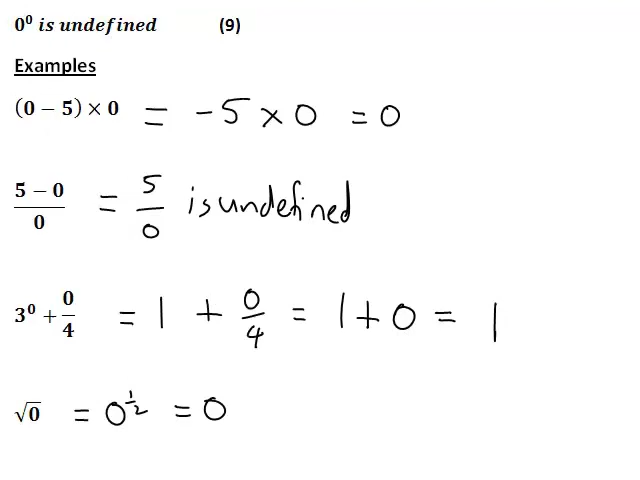 0⁰ is undefined (9)
Examples
(0 − 5) × 0 = −5 × 0 = 0
5 − 0 / 0 = 5 / 0 is undefined
3⁰ + 0/4 = 1 + 0/4 = 1 + 0 = 1
√0 = 0^½ = 0